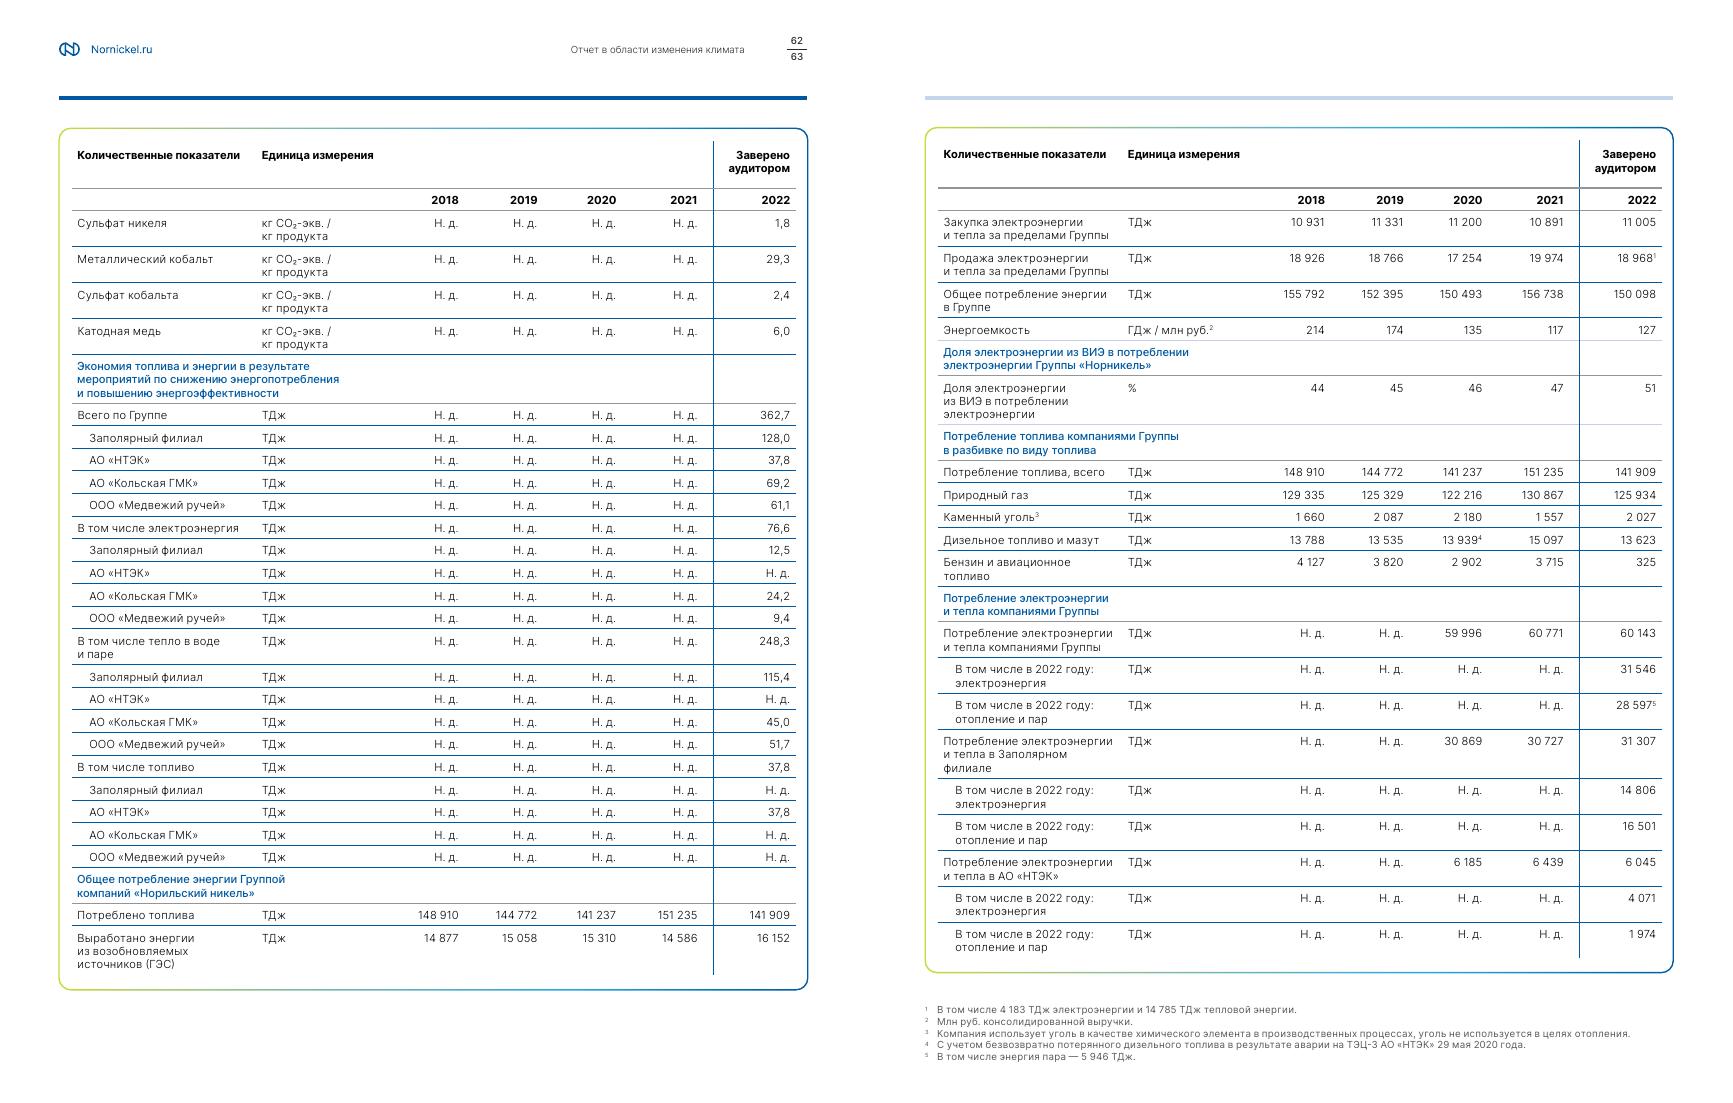 Nornickel.ru
Отчет в области изменения климата
62
63
Количественные показатели Единица измерения Заверено
аудитором
2018 2019 2020 2021 2022
Сульфат никеля кг CO₂-экв. / Н. д. Н. д. Н. д. Н. д. 1,8
кг продукта
Металлический кобальт кг CO₂-экв. / Н. д. Н. д. Н. д. Н. д. 29,3
кг продукта
Сульфат кобальта кг CO₂-экв. / Н. д. Н. д. Н. д. Н. д. 2,4
кг продукта
Катодная медь кг CO₂-экв. / Н. д. Н. д. Н. д. Н. д. 6,0
кг продукта
Экономия топлива и энергии в результате
мероприятий по снижению энергопотребления
и повышению энергоэффективности
Всего по Группе ТДж Н. д. Н. д. Н. д. Н. д. 362,7
Заполярный филиал ТДж Н. д. Н. д. Н. д. Н. д. 128,0
АО «НТЭК» ТДж Н. д. Н. д. Н. д. Н. д. 37,8
АО «Кольская ГМК» ТДж Н. д. Н. д. Н. д. Н. д. 69,2
ООО «Медвежий ручей» ТДж Н. д. Н. д. Н. д. Н. д. 61,1
В том числе электроэнергия ТДж Н. д. Н. д. Н. д. Н. д. 76,6
Заполярный филиал ТДж Н. д. Н. д. Н. д. Н. д. 12,5
АО «НТЭК» ТДж Н. д. Н. д. Н. д. Н. д. Н. д.
АО «Кольская ГМК» ТДж Н. д. Н. д. Н. д. Н. д. 24,2
ООО «Медвежий ручей» ТДж Н. д. Н. д. Н. д. Н. д. 9,4
В том числе тепло в воде ТДж Н. д. Н. д. Н. д. Н. д. 248,3
и паре
Заполярный филиал ТДж Н. д. Н. д. Н. д. Н. д. 115,4
АО «НТЭК» ТДж Н. д. Н. д. Н. д. Н. д. Н. д.
АО «Кольская ГМК» ТДж Н. д. Н. д. Н. д. Н. д. 45,0
ООО «Медвежий ручей» ТДж Н. д. Н. д. Н. д. Н. д. 51,7
В том числе топливо ТДж Н. д. Н. д. Н. д. Н. д. 37,8
Заполярный филиал ТДж Н. д. Н. д. Н. д. Н. д. Н. д.
АО «НТЭК» ТДж Н. д. Н. д. Н. д. Н. д. 37,8
АО «Кольская ГМК» ТДж Н. д. Н. д. Н. д. Н. д. Н. д.
ООО «Медвежий ручей» ТДж Н. д. Н. д. Н. д. Н. д. Н. д.
Общее потребление энергии Группой
компаний «Норильский никель»
Потреблено топлива ТДж 148 910 144 772 141 237 151 235 141 909
Выработано энергии ТДж 14 877 15 058 15 310 14 586 16 152
из возобновляемых
источников (ГЭС)
Количественные показатели Единица измерения Заверено
аудитором
2018 2019 2020 2021 2022
Закупка электроэнергии ТДж 10 931 11 331 11 200 10 891 11 005
и тепла за пределами Группы
Продажа электроэнергии ТДж 18 926 18 766 17 254 19 974 18 968¹
и тепла за пределами Группы
Общее потребление энергии ТДж 155 792 152 395 150 493 156 738 150 098
в Группе
Энергоемкость ГДж / млн руб.² 214 174 135 117 127
Доля электроэнергии из ВИЭ в потреблении
электроэнергии Группы «Норникель»
Доля электроэнергии % 44 45 46 47 51
из ВИЭ в потреблении
электроэнергии
Потребление топлива компаниями Группы
в разбивке по виду топлива
Потребление топлива, всего ТДж 148 910 144 772 141 237 151 235 141 909
Природный газ ТДж 129 335 125 329 122 216 130 867 125 934
Каменный уголь³ ТДж 1 660 2 087 2 180 1 557 2 027
Дизельное топливо и мазут ТДж 13 788 13 535 13 939⁴ 15 097 13 623
Бензин и авиационное ТДж 4 127 3 820 2 902 3 715 325
топливо
Потребление электроэнергии
и тепла компаниями Группы
Потребление электроэнергии ТДж Н. д. Н. д. 59 996 60 771 60 143
и тепла компаниями Группы
В том числе в 2022 году: ТДж Н. д. Н. д. Н. д. Н. д. 31 546
электроэнергия
В том числе в 2022 году: ТДж Н. д. Н. д. Н. д. Н. д. 28 597⁵
отопление и пар
Потребление электроэнергии ТДж Н. д. Н. д. 30 869 30 727 31 307
и тепла в Заполярном
филиале
В том числе в 2022 году: ТДж Н. д. Н. д. Н. д. Н. д. 14 806
электроэнергия
В том числе в 2022 году: ТДж Н. д. Н. д. Н. д. Н. д. 16 501
отопление и пар
Потребление электроэнергии ТДж Н. д. Н. д. 6 185 6 439 6 045
и тепла в АО «НТЭК»
В том числе в 2022 году: ТДж Н. д. Н. д. Н. д. Н. д. 4 071
электроэнергия
В том числе в 2022 году: ТДж Н. д. Н. д. Н. д. Н. д. 1 974
отопление и пар
¹ В том числе 4 183 ТДж электроэнергии и 14 785 ТДж тепловой энергии.
² Млн руб. консолидированной выручки.
³ Компания использует уголь в качестве химического элемента в производственных процессах, уголь не используется в целях отопления.
⁴ С учетом безвозвратно потерянного дизельного топлива в результате аварии на ТЭЦ-3 АО «НТЭК» 29 мая 2020 года.
⁵ В том числе энергия пара — 5 946 ТДж.